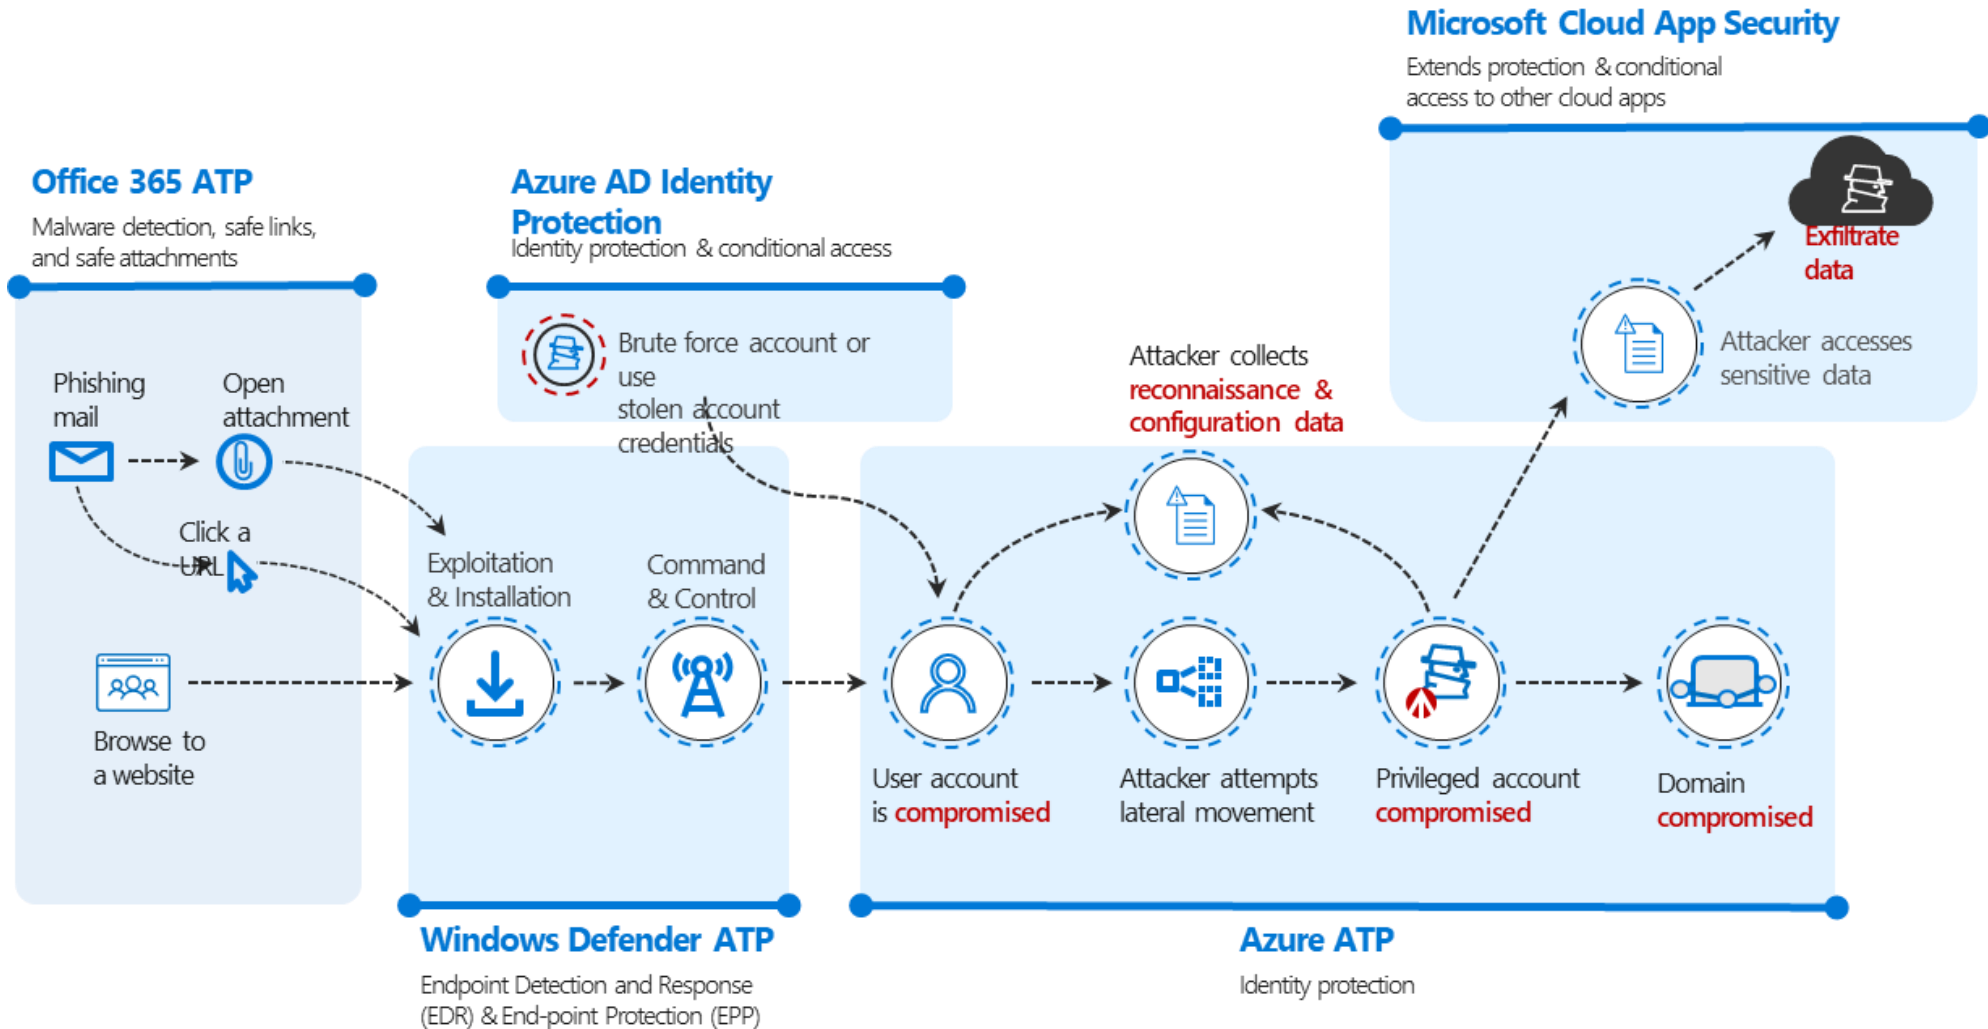 Microsoft Cloud App Security
Extends protection & conditional
access to other cloud apps
Office 365 ATP
Malware detection, safe links,
and safe attachments
Azure AD Identity
Protection
Identity protection & conditional access
Exfiltrate
data
Brute force account or
use
stolen account
credentials
Attacker accesses
sensitive data
Attacker collects
reconnaissance &
configuration data
Phishing
mail
Open
attachment
Click a
URL
Exploitation
& Installation
Command
& Control
Browse to
a website
User account
is compromised
Attacker attempts
lateral movement
Privileged account
compromised
Domain
compromised
Windows Defender ATP
Endpoint Detection and Response
(EDR) & End-point Protection (EPP)
Azure ATP
Identity protection